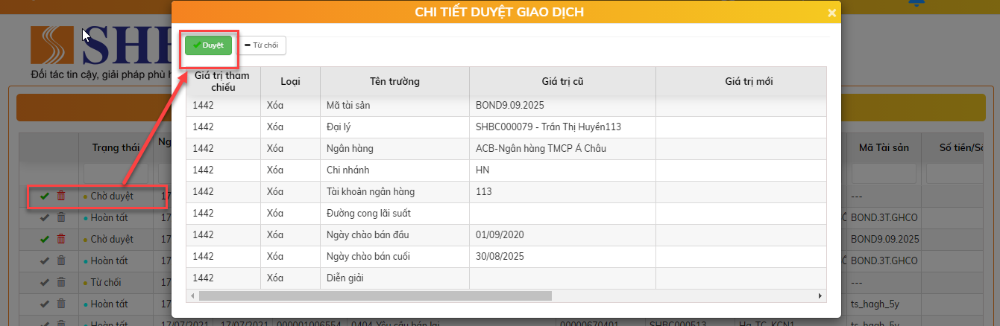 CHI TIẾT DUYỆT GIAO DỊCH ×
SHB
Đối tác tin cậy, giải pháp phù
Duyệt Từ chối
Giá trị tham chiếu Loại Tên trường Giá trị cũ Giá trị mới
1442 Xóa Mã tài sản BOND9.09.2025
1442 Xóa Đại lý SHBC000079 - Trần Thị Huyền113
1442 Xóa Ngân hàng ACB-Ngân hàng TMCP Á Châu
1442 Xóa Chi nhánh HN
1442 Xóa Tài khoản ngân hàng 113
1442 Xóa Đường cong lãi suất
1442 Xóa Ngày chào bán đầu 01/09/2020
1442 Xóa Ngày chào bán cuối 30/08/2025
1442 Xóa Diễn giải
Trạng thái Mã Tài sản Số tiền/Số
Chờ duyệt 17 ---
Hoàn tất 17 BOND.3T.GHCO
Chờ duyệt 17 BOND9.09.2025
Hoàn tất 17 BOND.3T.GHCO
Từ chối 17 ---
Hoàn tất 17 ts_hagh_5y
Hoàn tất 17/07/2021 17/07/2021 000001006554 0404-Yêu cầu bán lại 00000670401 SHBC000513 Ha_TC_KCN1 ts_hagh_5y